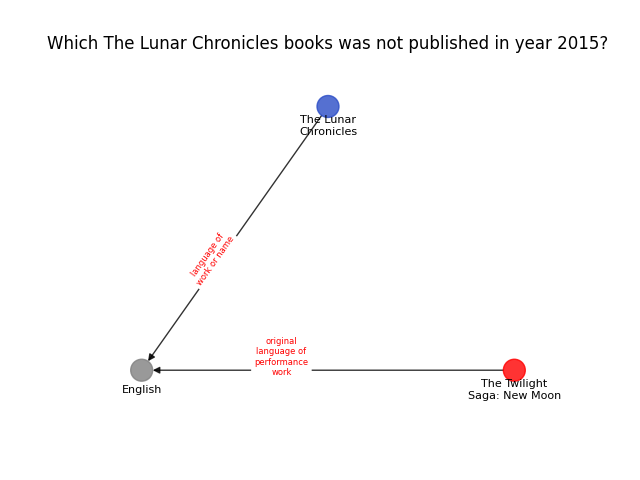 Which The Lunar Chronicles books was not published in year 2015?
The Lunar
Chronicles
language of
work or name
original
language of
performance
work
English
The Twilight
Saga: New Moon